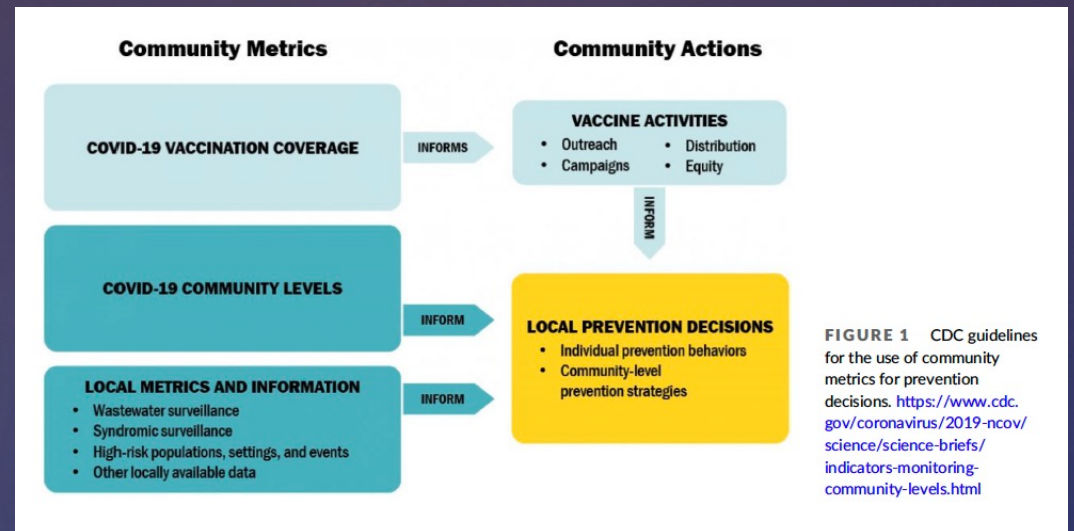 Community Metrics
Community Actions
COVID-19 VACCINATION COVERAGE
INFORMS
VACCINE ACTIVITIES
• Outreach
• Campaigns
• Distribution
• Equity
INFORM
COVID-19 COMMUNITY LEVELS
INFORM
LOCAL PREVENTION DECISIONS
• Individual prevention behaviors
• Community-level
prevention strategies
LOCAL METRICS AND INFORMATION
• Wastewater surveillance
• Syndromic surveillance
• High-risk populations, settings, and events
• Other locally available data
INFORM
FIGURE 1 CDC guidelines
for the use of community
metrics for prevention
decisions. https://www.cdc.
gov/coronavirus/2019-ncov/
science/science-briefs/
indicators-monitoring-
community-levels.html